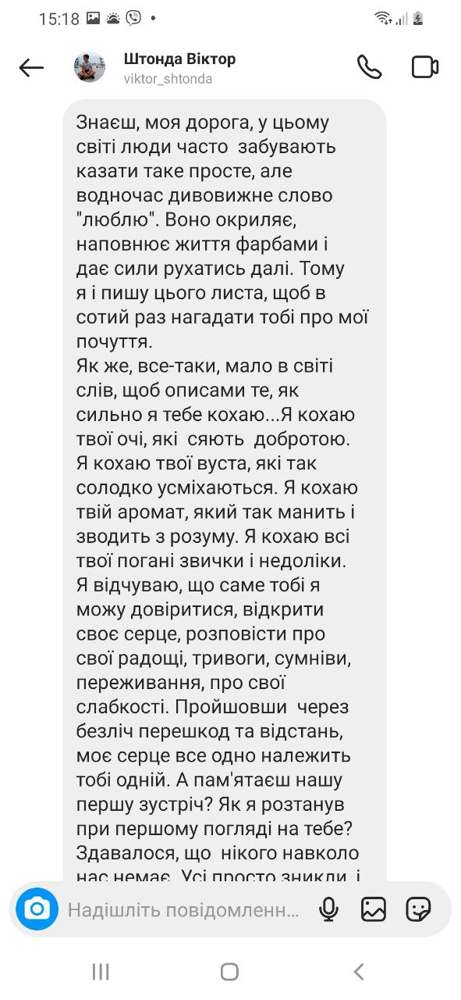 15:18
Штонда Віктор
viktor_shtonda
Знаєш, моя дорога, у цьому
світі люди часто забувають
казати таке просте, але
водночас дивовижне слово
"люблю". Воно окриляє,
наповнює життя фарбами і
дає сили рухатись далі. Тому
я і пишу цього листа, щоб в
сотий раз нагадати тобі про мої
почуття.
Як же, все-таки, мало в світі
слів, щоб описами те, як
сильно я тебе кохаю...Я кохаю
твої очі, які сяють добротою.
Я кохаю твої вуста, які так
солодко усміхаються. Я кохаю
твій аромат, який так манить і
зводить з розуму. Я кохаю всі
твої погані звички і недоліки.
Я відчуваю, що саме тобі я
можу довіритися, відкрити
своє серце, розповісти про
свої радощі, тривоги, сумніви,
переживання, про свої
слабкості. Пройшовши через
безліч перешкод та відстань,
моє серце все одно належить
тобі одній. А пам'ятаєш нашу
першу зустріч? Як я розтанув
при першому погляді на тебе?
Здавалося, що нікого навколо
нас немає. Усі просто зникли, і
Надішліть повідомленн...